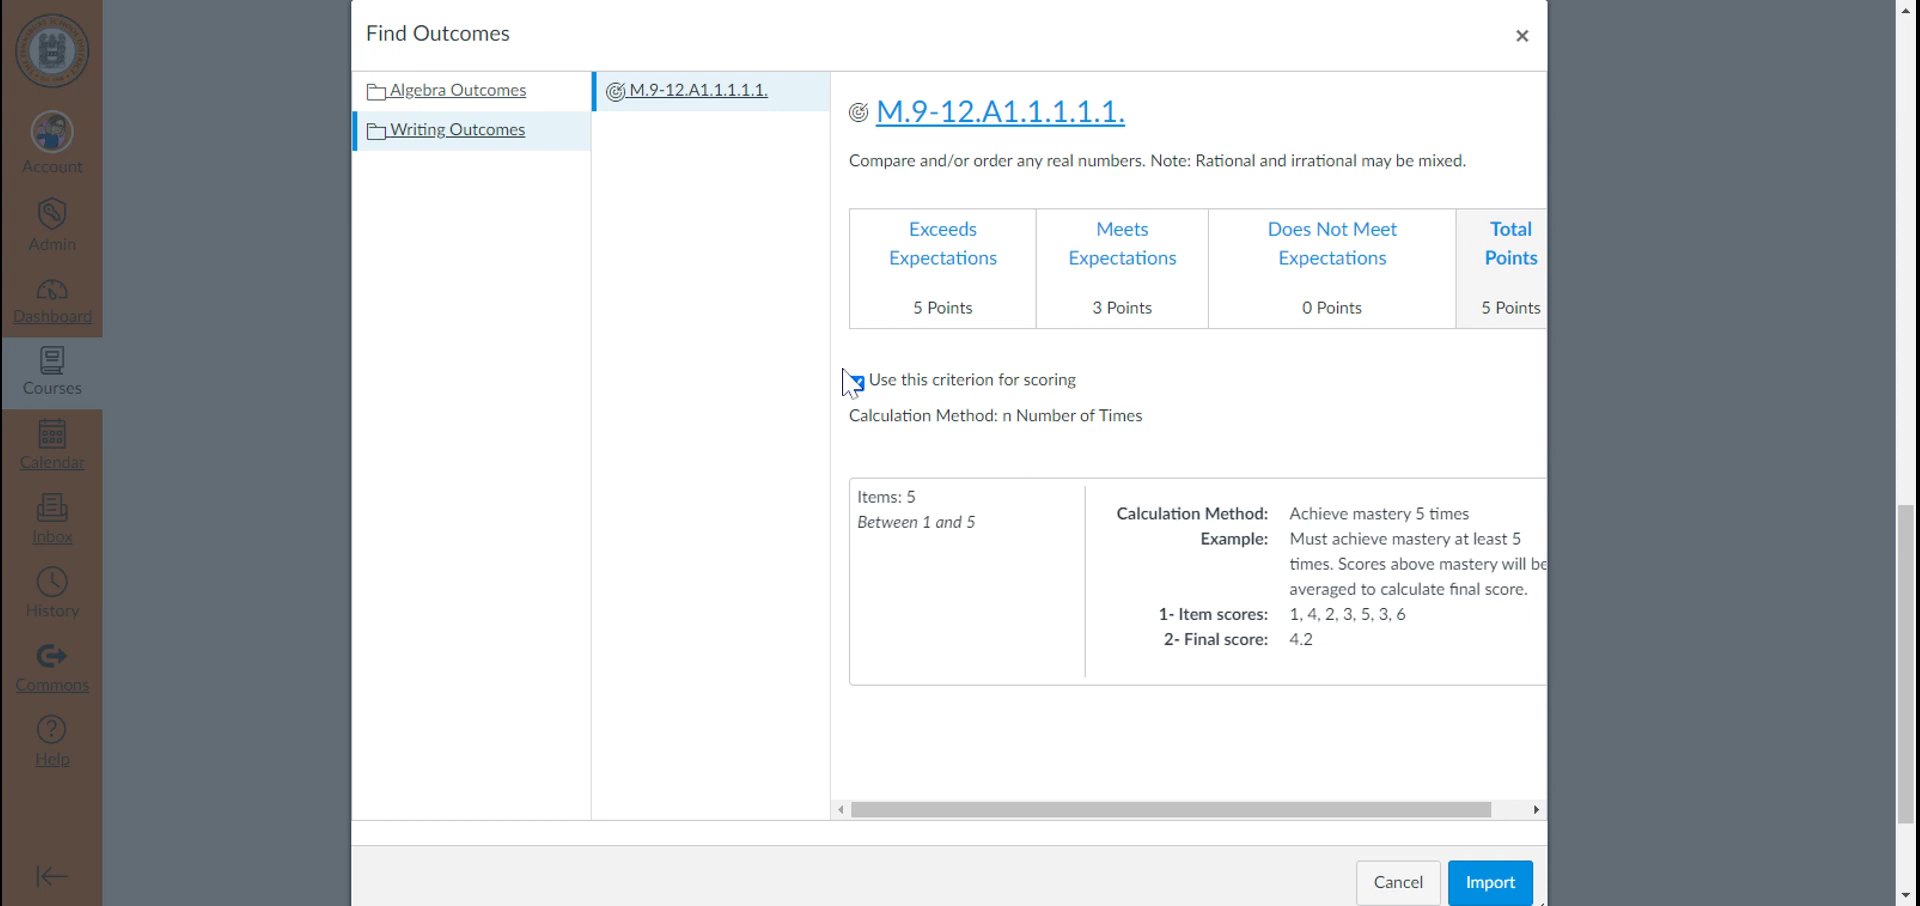 Find Outcomes
×
Account
Admin
Dashboard
Courses
Calendar
Inbox
History
Commons
Help
Algebra Outcomes
Writing Outcomes
M.9-12.A1.1.1.1.1.
M.9-12.A1.1.1.1.1.
Compare and/or order any real numbers. Note: Rational and irrational may be mixed.
Exceeds Expectations
5 Points
Meets Expectations
3 Points
Does Not Meet Expectations
0 Points
Total Points
5 Points
Use this criterion for scoring
Calculation Method: n Number of Times
Items: 5
Between 1 and 5
Calculation Method: Achieve mastery 5 times
Example: Must achieve mastery at least 5
times. Scores above mastery will be
averaged to calculate final score.
1- Item scores: 1, 4, 2, 3, 5, 3, 6
2- Final score: 4.2
Cancel
Import